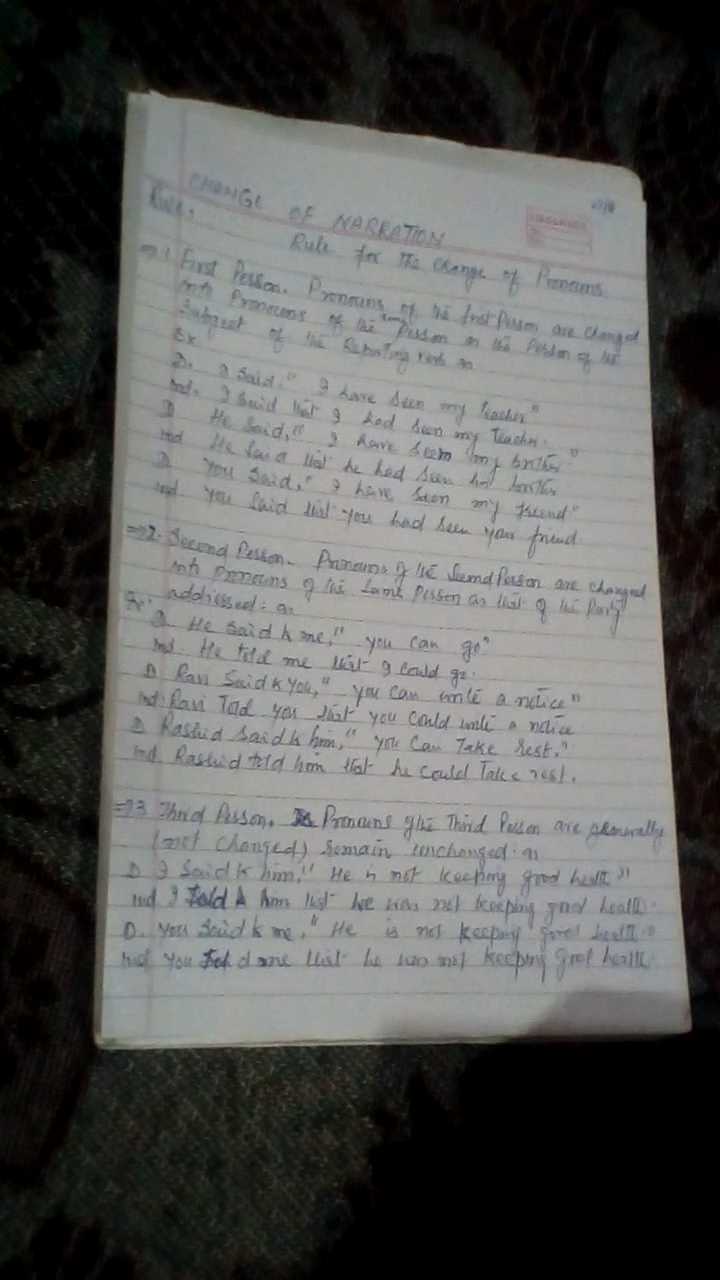 CHANGE OF NARRATION
Rule:
Rule for the change of Pronouns
⇒1. First Person. Pronouns of the first Person are changed
into Pronouns of the same Person as the Person of the
Subject of the Reporting verb as
Ex
D. I Said," I have seen my Teacher"
Ind. I Said that I had seen my Teacher.
D He Said," I have seem my brother"
Ind He Said that he had seen his brother
D You Said," I have seen my friend"
Ind You Said that you had seen your friend
⇒2. Second Person. Pronouns of the Second Person are changed
into Pronouns of the same Person as that of the Party
addressed: as
Ex: D. He Said to me," you can go"
Ind. He told me that I could go.
D Ravi Said to you," you can write a notice"
Ind. Ravi Told you that you could write a notice
D Rashid Said to him," you Can Take rest."
Ind. Rashid told him that he could Take rest.
⇒3 Third Person. Pronouns of the Third Person are generally
(not changed) remain unchanged. as
D. I Said to him," He is not keeping good health"
Ind I told him that he was not keeping good health.
D. you Said to me," He is not keeping good health"
Ind you told me that he was not keeping good health.